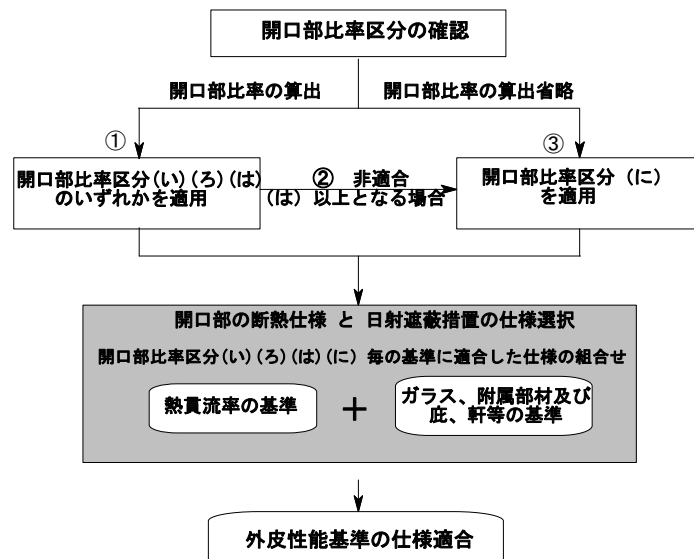 開口部比率区分の確認
開口部比率の算出
開口部比率の算出省略
①
③
開口部比率区分(い)(ろ)(は)
のいずれかを適用
② 非適合
(は)以上となる場合
開口部比率区分(に)
を適用
開口部の断熱仕様 と 日射遮蔽措置の仕様選択
開口部比率区分(い)(ろ)(は)(に)毎の基準に適合した仕様の組合せ
熱貫流率の基準
+
ガラス、附属部材及び
庇、軒等の基準
外皮性能基準の仕様適合